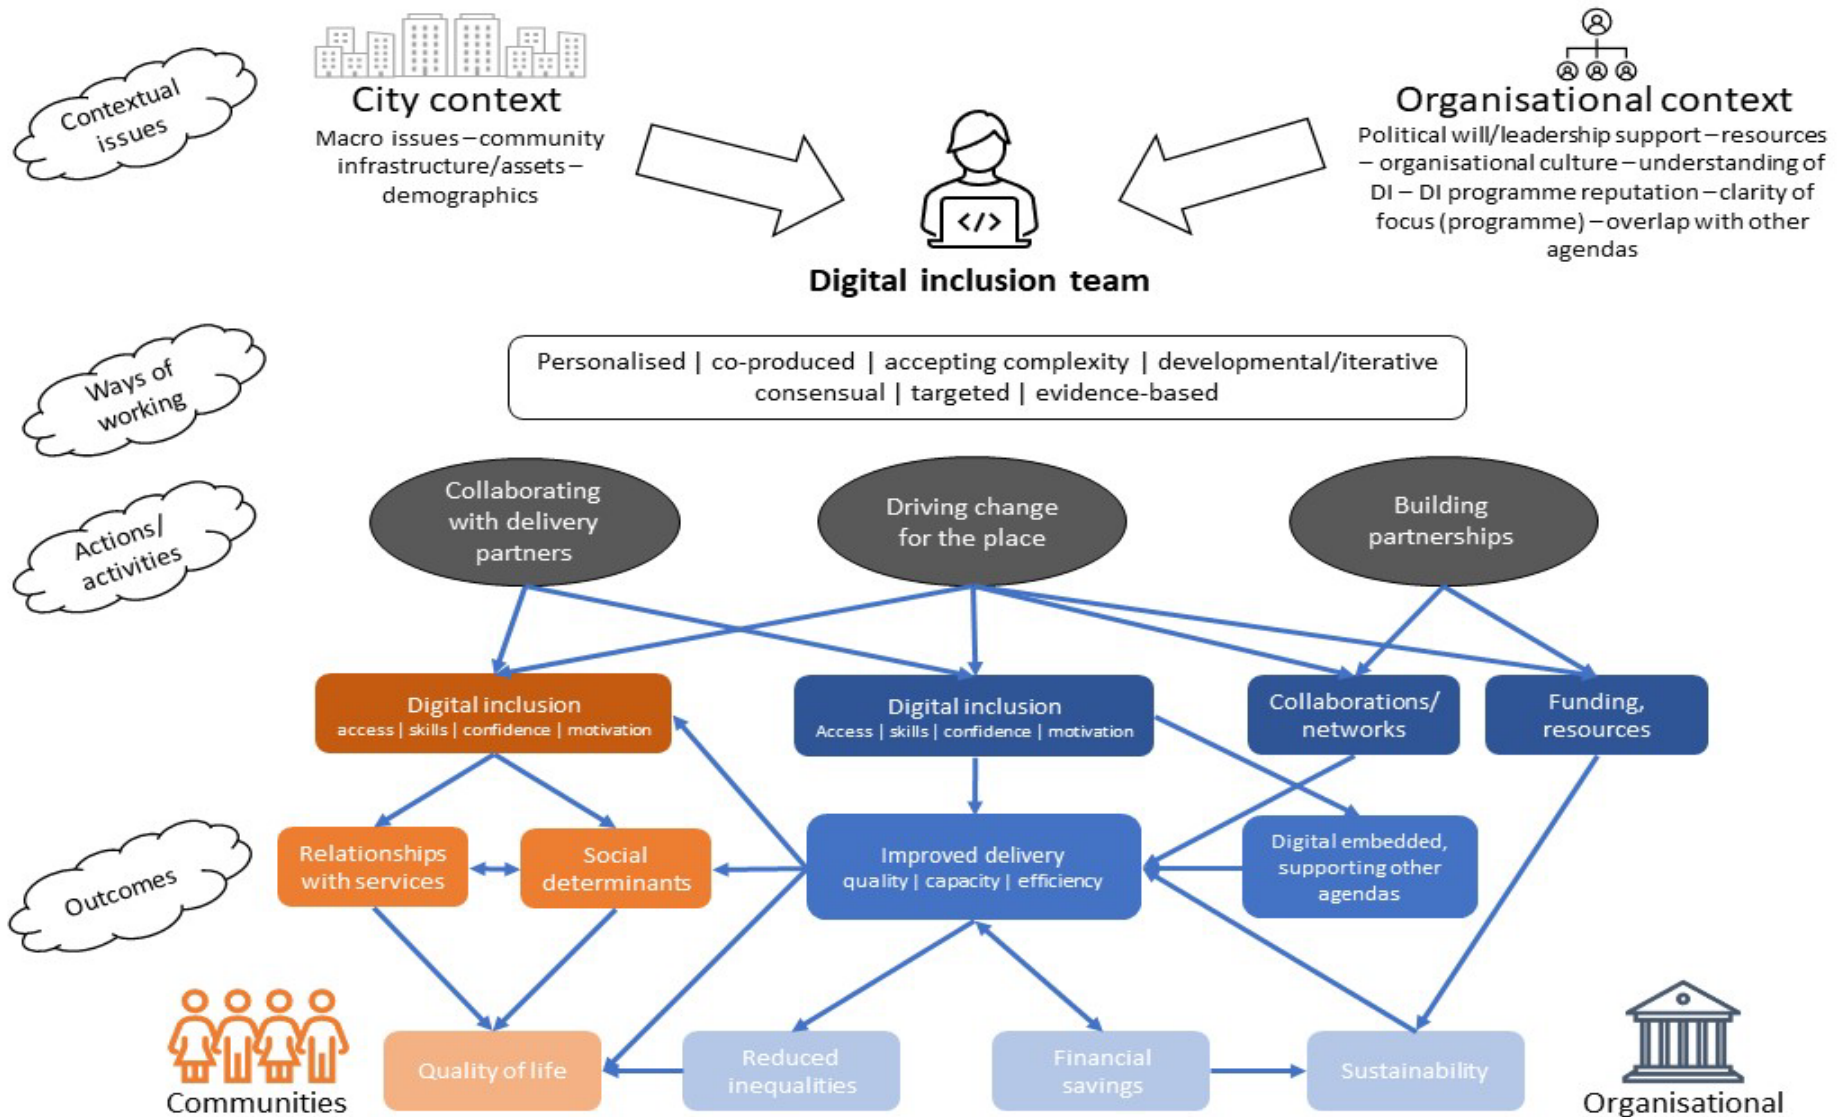 Contextual
issues
City context
Macro issues – community
infrastructure/assets –
demographics
</>
Digital inclusion team
Organisational context
Political will/leadership support – resources
– organisational culture – understanding of
DI – DI programme reputation – clarity of
focus (programme) – overlap with other
agendas
Ways of
working
Personalised | co-produced | accepting complexity | developmental/iterative
consensual | targeted | evidence-based
Actions/
activities
Collaborating
with delivery
partners
Driving change
for the place
Building
partnerships
Digital inclusion
access | skills | confidence | motivation
Digital inclusion
Access | skills | confidence | motivation
Collaborations/
networks
Funding,
resources
Outcomes
Relationships
with services
Social
determinants
Improved delivery
quality | capacity | efficiency
Digital embedded,
supporting other
agendas
Communities
Quality of life
Reduced
inequalities
Financial
savings
Sustainability
Organisational